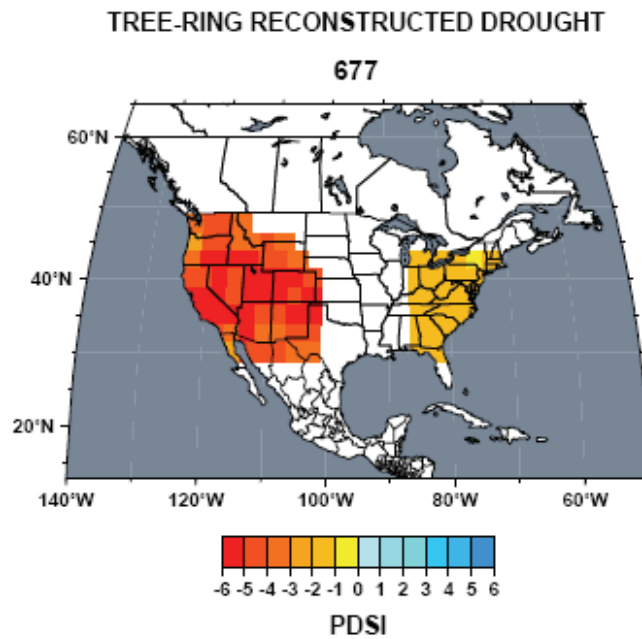 TREE-RING RECONSTRUCTED DROUGHT
677
60°N
40°N
20°N
140°W 120°W 100°W 80°W 60°W
-6 -5 -4 -3 -2 -1 0 1 2 3 4 5 6
PDSI